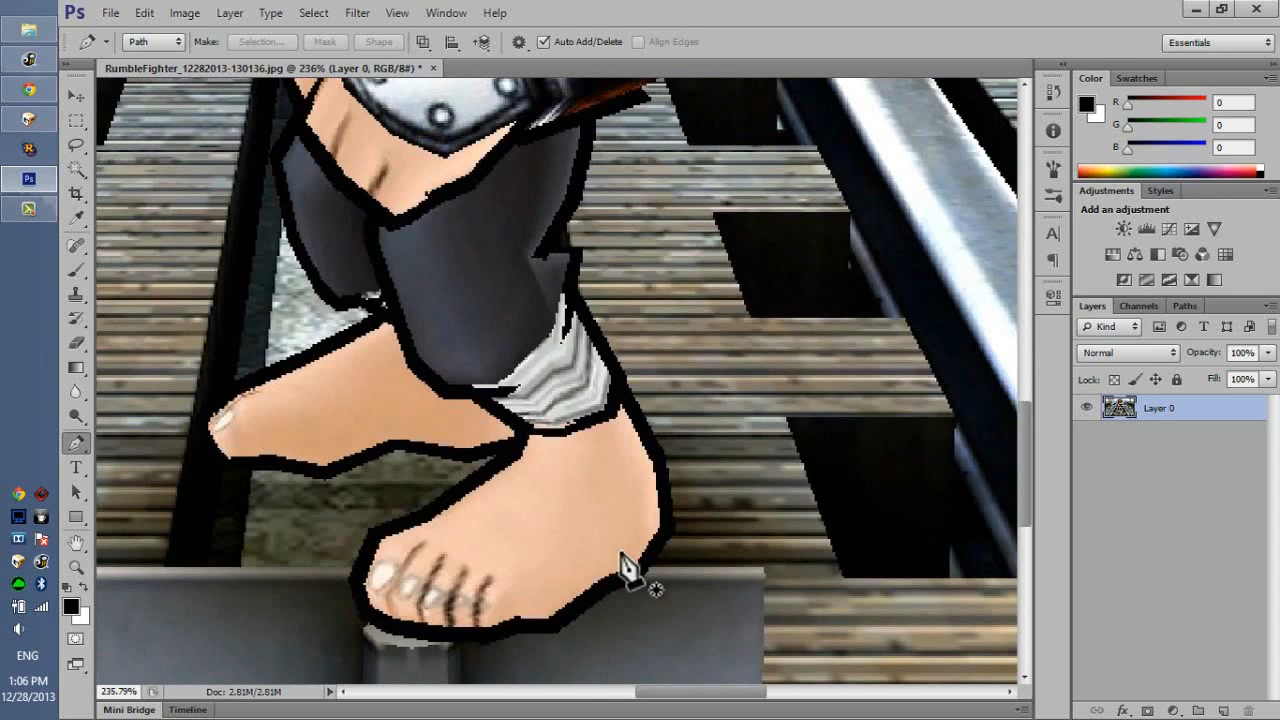 Ps File Edit Image Layer Type Select Filter View Window Help
Path Make: Selection... Mask Shape Auto Add/Delete Align Edges Essentials
RumbleFighter_12282013-130136.jpg @ 236% (Layer 0, RGB/8#) *
Color Swatches
R 0
G 0
B 0
Adjustments Styles
Add an adjustment
Layers Channels Paths
Kind
Normal Opacity: 100%
Lock: Fill: 100%
Layer 0
ENG
1:06 PM
12/28/2013
235.79% Doc: 2.81M/2.81M
Mini Bridge Timeline